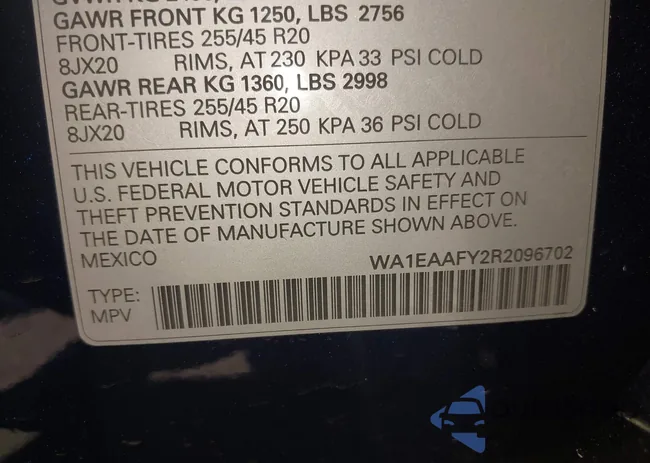 GAWR FRONT KG 1250, LBS 2756
FRONT-TIRES 255/45 R20
8JX20 RIMS, AT 230 KPA 33 PSI COLD
GAWR REAR KG 1360, LBS 2998
REAR-TIRES 255/45 R20
8JX20 RIMS, AT 250 KPA 36 PSI COLD
THIS VEHICLE CONFORMS TO ALL APPLICABLE
U.S. FEDERAL MOTOR VEHICLE SAFETY AND
THEFT PREVENTION STANDARDS IN EFFECT ON
THE DATE OF MANUFACTURE SHOWN ABOVE.
MEXICO WA1EAAFY2R2096702
TYPE:
MPV